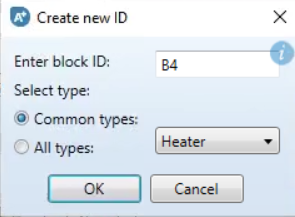 A+ Create new ID
Enter block ID: B4
Select type:
Common types:
All types: Heater
OK Cancel